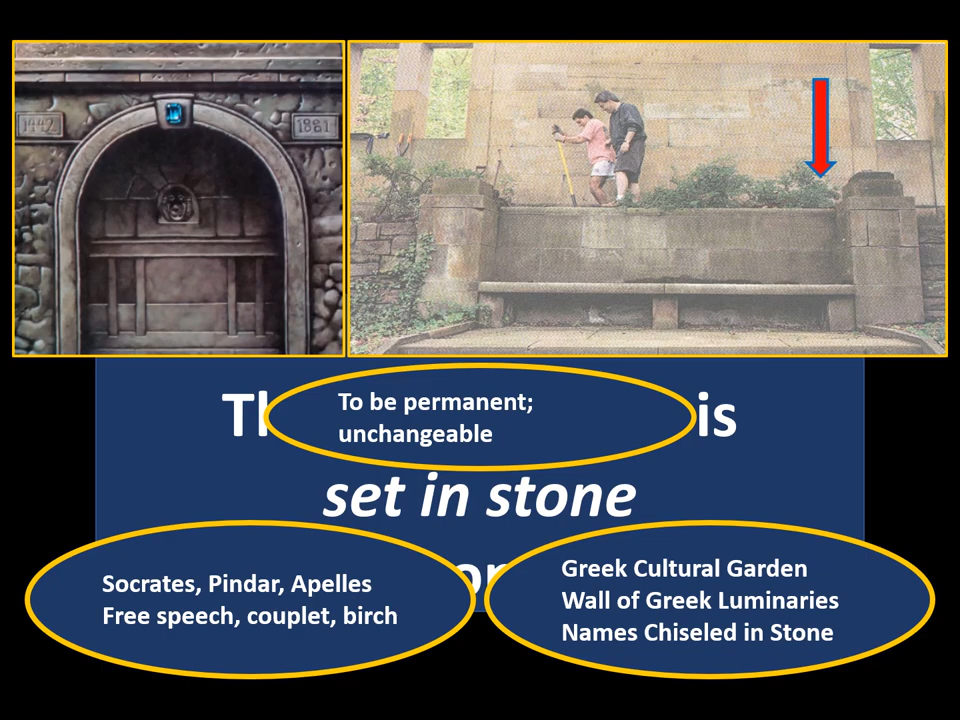 1442
1881
To be permanent;
unchangeable
is
set in stone
Socrates, Pindar, Apelles
Free speech, couplet, birch
Greek Cultural Garden
Wall of Greek Luminaries
Names Chiseled in Stone